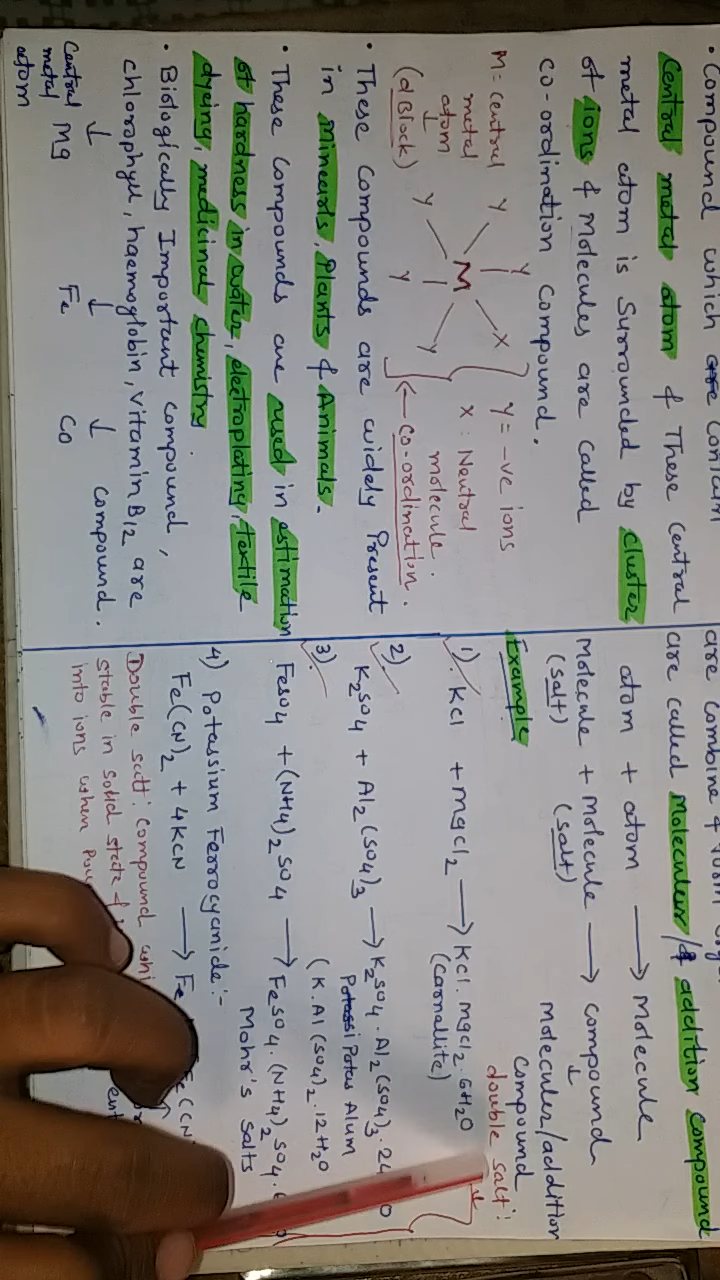 • Compound which are contain
Central metal atom & These central
metal atom is Surrounded by cluster
of ions & molecules are called
co-ordination compound.
M = central
metal
atom
↓
(d Block)
Y Y X
M
Y Y Y
Y = -ve ions
X : Neutral
molecule.
← Co-ordination.
• These compounds are widely Present
in minerals, Plants & Animals.
• These compounds are used in estimation
of hardness in water, electroplating, textile
dyeing, medicinal chemistry
• Biologically Important compound,
chlorophyll, haemoglobin, vitamin B12 are
↓ ↓ ↓ compound.
Central Mg Fe Co
metal
atom
are combine &
are called Molecular/& addition compound
atom + atom → Molecule
Molecule + molecule → compound
(salt) (salt) ↓
Molecules/addition
compound
double salt!
Example
1) KCl + MgCl2 → KCl. MgCl2. 6H2O
(Carnallite)
2) K2SO4 + Al2(SO4)3 → K2SO4. Al2(SO4)3. 24
Potassi Potas Alum
3) (K. Al(SO4)2. 12H2O
FeSO4 + (NH4)2SO4 → FeSO4. (NH4)2SO4.
Mohr's Salts
4) Potassium Ferrocyanide:-
Fe(CN)2 + 4KCN → Fe
Double salt: Compound whi
stable in solid state &
into ions when